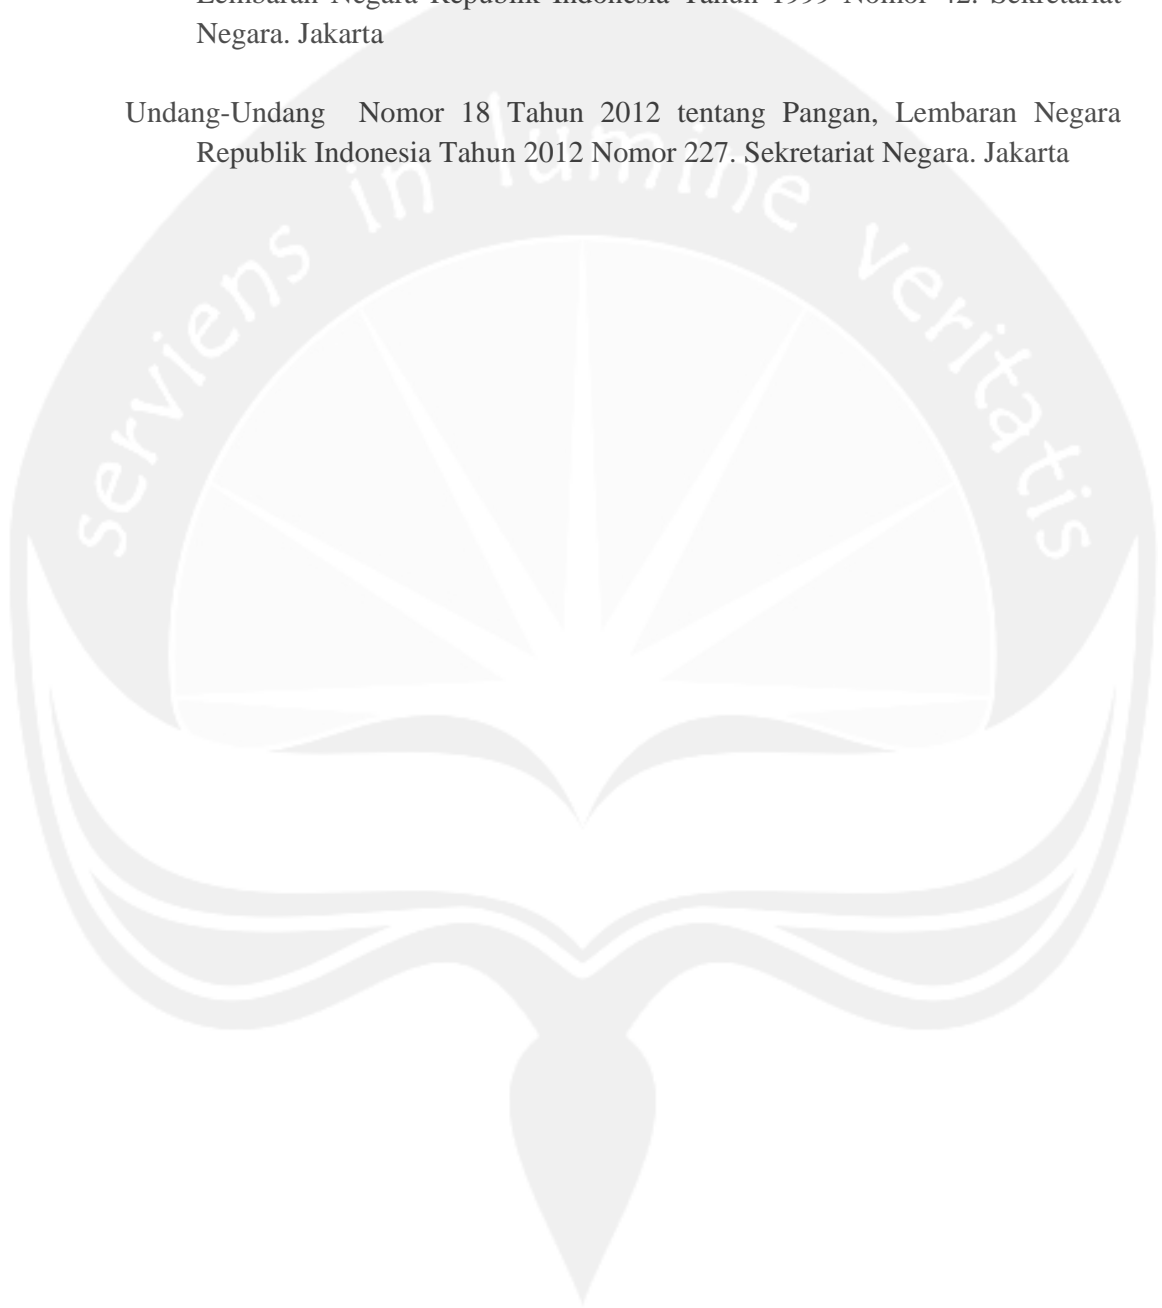 Lembaran Negara Republik Indonesia Tahun 1999 Nomor 42. Sekretariat
Negara. Jakarta
Undang-Undang Nomor 18 Tahun 2012 tentang Pangan, Lembaran Negara
Republik Indonesia Tahun 2012 Nomor 227. Sekretariat Negara. Jakarta
serviens in lumine veritatis